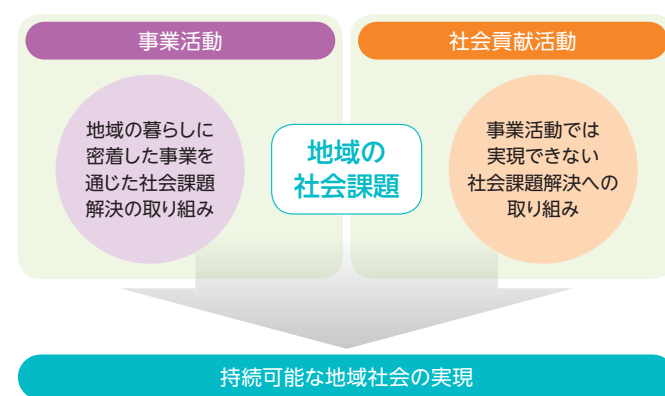 事業活動
地域の暮らしに
密着した事業を
通じた社会課題
解決の取り組み
地域の
社会課題
社会貢献活動
事業活動では
実現できない
社会課題解決への
取り組み
持続可能な地域社会の実現